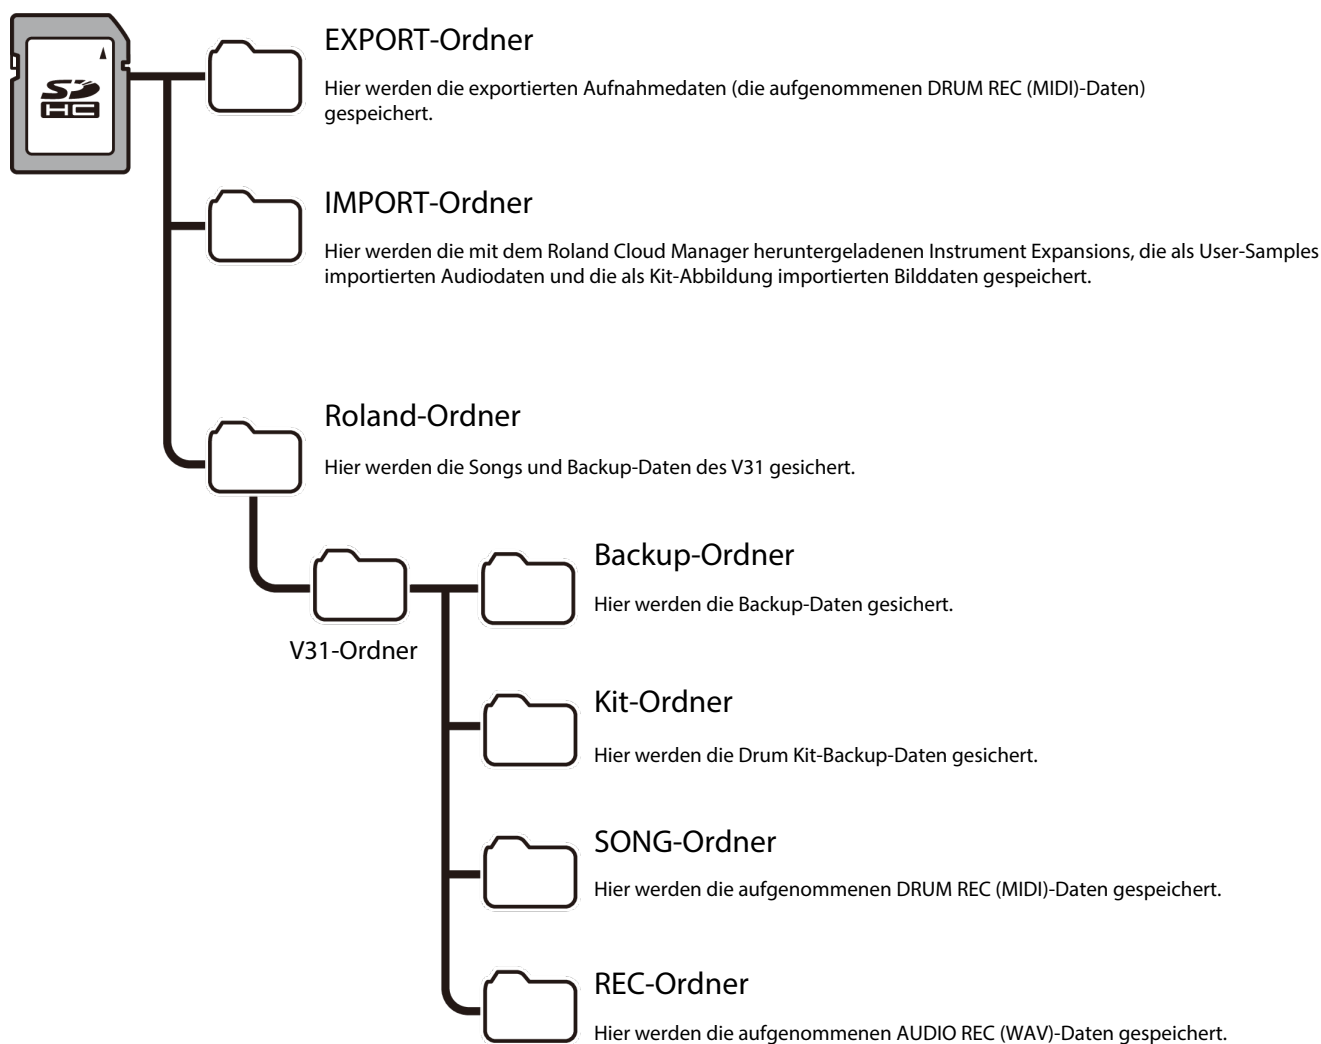 EXPORT-Ordner
Hier werden die exportierten Aufnahmedaten (die aufgenommenen DRUM REC (MIDI)-Daten)
gespeichert.
SD
HC
IMPORT-Ordner
Hier werden die mit dem Roland Cloud Manager heruntergeladenen Instrument Expansions, die als User-Samples
importierten Audiodaten und die als Kit-Abbildung importierten Bilddaten gespeichert.
Roland-Ordner
Hier werden die Songs und Backup-Daten des V31 gesichert.
Backup-Ordner
Hier werden die Backup-Daten gesichert.
V31-Ordner
Kit-Ordner
Hier werden die Drum Kit-Backup-Daten gesichert.
SONG-Ordner
Hier werden die aufgenommenen DRUM REC (MIDI)-Daten gespeichert.
REC-Ordner
Hier werden die aufgenommenen AUDIO REC (WAV)-Daten gespeichert.